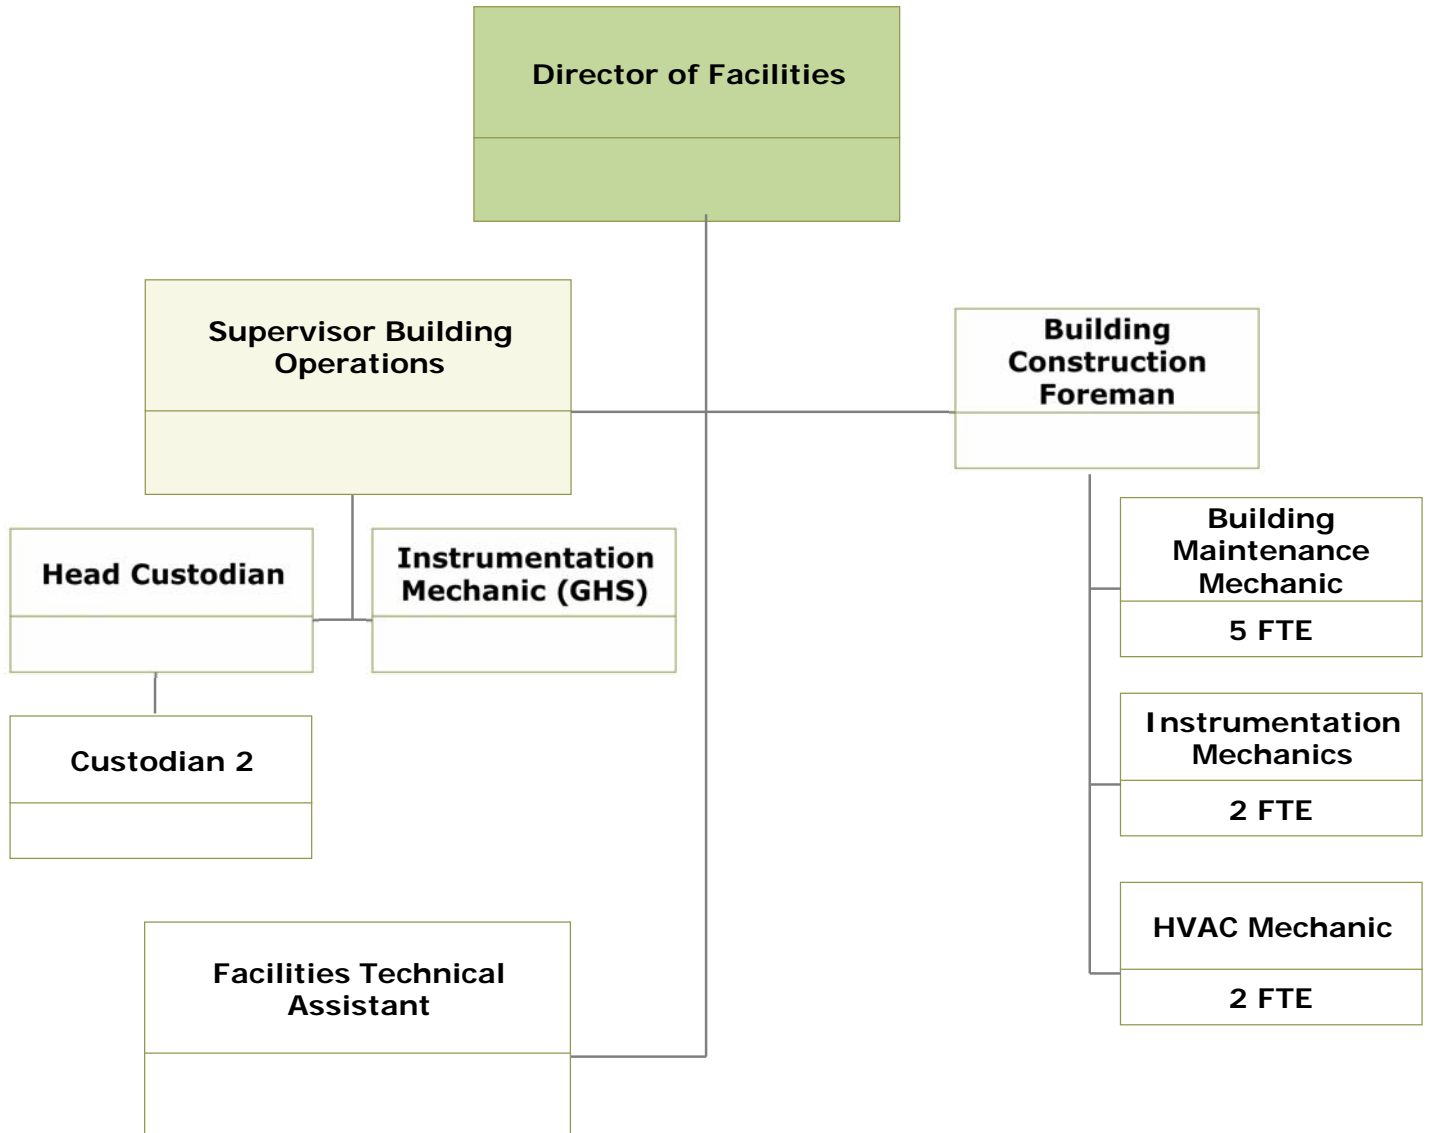 Director of Facilities
Supervisor Building
Operations
Building
Construction
Foreman
Head Custodian
Instrumentation
Mechanic (GHS)
Building
Maintenance
Mechanic
5 FTE
Custodian 2
Instrumentation
Mechanics
2 FTE
HVAC Mechanic
2 FTE
Facilities Technical
Assistant